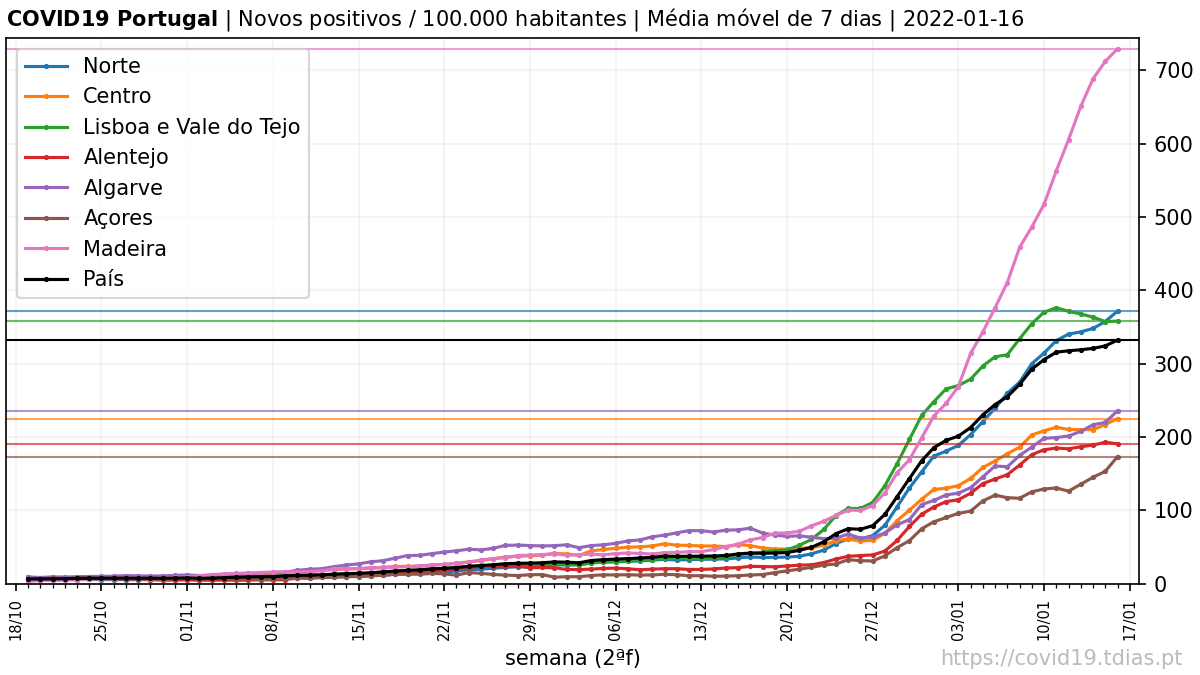 COVID19 Portugal | Novos positivos / 100.000 habitantes | Média móvel de 7 dias | 2022-01-16
Norte
Centro
Lisboa e Vale do Tejo
Alentejo
Algarve
Açores
Madeira
País
700
600
500
400
300
200
100
0
18/10
25/10
01/11
08/11
15/11
22/11
29/11
06/12
13/12
20/12
27/12
03/01
10/01
17/01
semana (2ªf)
https://covid19.tdias.pt